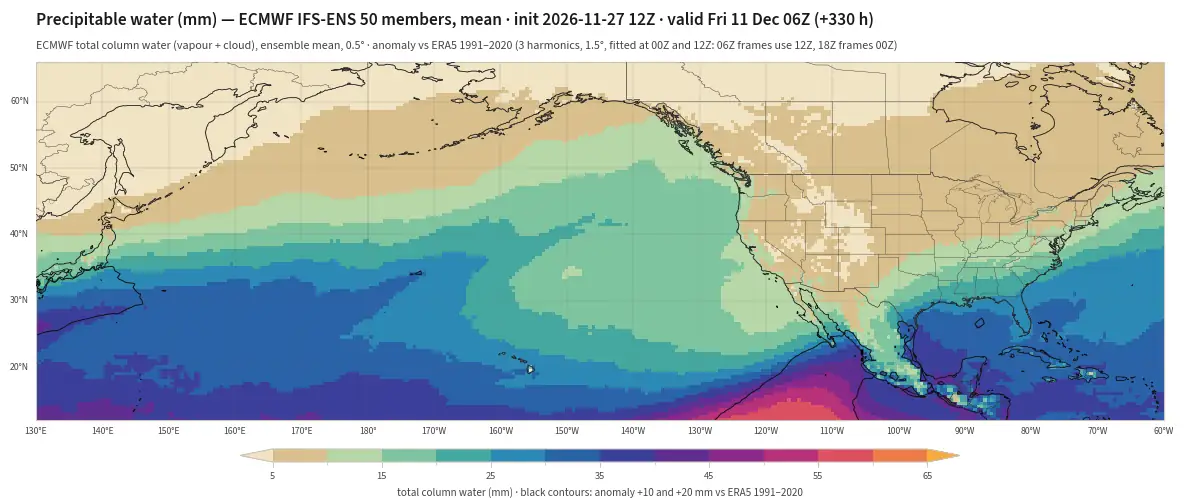 Precipitable water (mm) — ECMWF IFS-ENS 50 members, mean · init 2026-11-27 12Z · valid Fri 11 Dec 06Z (+330 h)
ECMWF total column water (vapour + cloud), ensemble mean, 0.5° · anomaly vs ERA5 1991–2020 (3 harmonics, 1.5°, fitted at 00Z and 12Z: 06Z frames use 12Z, 18Z frames 00Z)
60°N
50°N
40°N
30°N
20°N
130°E 140°E 150°E 160°E 170°E 180° 170°W 160°W 150°W 140°W 130°W 120°W 110°W 100°W 90°W 80°W 70°W 60°W
5 15 25 35 45 55 65
total column water (mm) · black contours: anomaly +10 and +20 mm vs ERA5 1991–2020